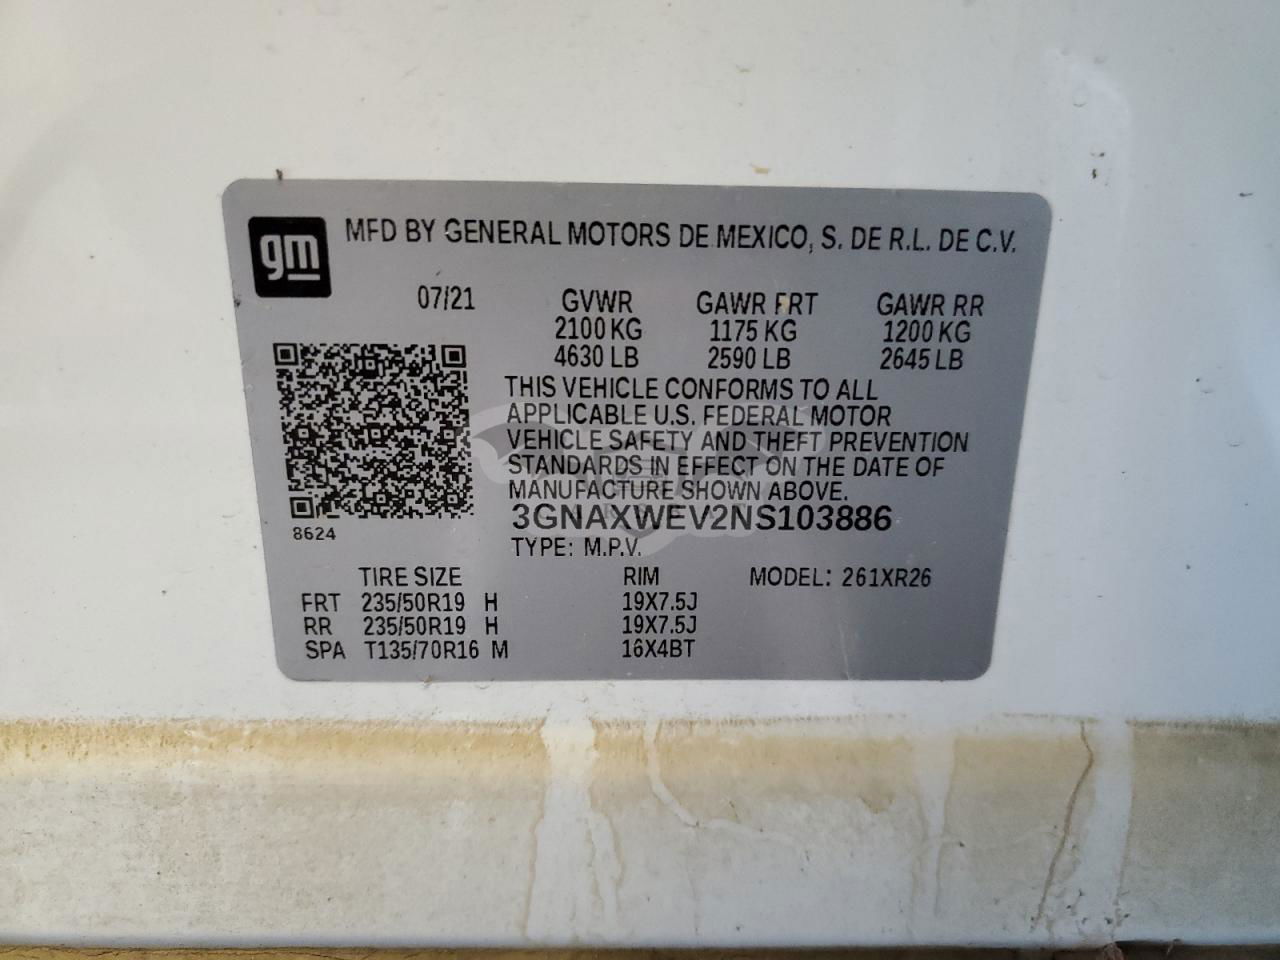 gm
MFD BY GENERAL MOTORS DE MEXICO, S. DE R.L. DE C.V.
07/21 GVWR GAWR FRT GAWR RR
2100 KG 1175 KG 1200 KG
4630 LB 2590 LB 2645 LB
THIS VEHICLE CONFORMS TO ALL
APPLICABLE U.S. FEDERAL MOTOR
VEHICLE SAFETY AND THEFT PREVENTION
STANDARDS IN EFFECT ON THE DATE OF
MANUFACTURE SHOWN ABOVE.
3GNAXWEV2NS103886
8624
TYPE: M.P.V.
TIRE SIZE RIM MODEL: 261XR26
FRT 235/50R19 H 19X7.5J
RR 235/50R19 H 19X7.5J
SPA T135/70R16 M 16X4BT